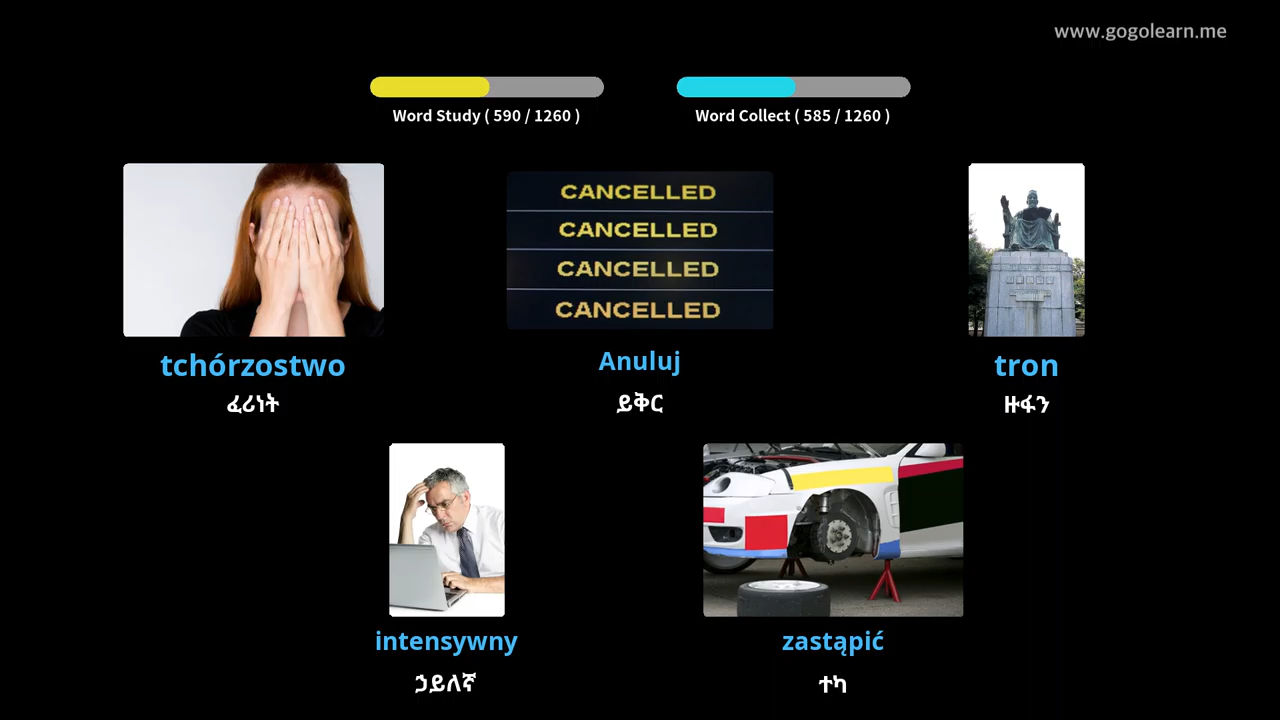 www.gogolearn.me
Word Study ( 590 / 1260 )
Word Collect ( 585 / 1260 )
CANCELLED
CANCELLED
CANCELLED
CANCELLED
tchórzostwo
ፈሪነት
Anuluj
ይቅር
tron
ዙፋን
intensywny
ኃይለኛ
zastąpić
ተካ